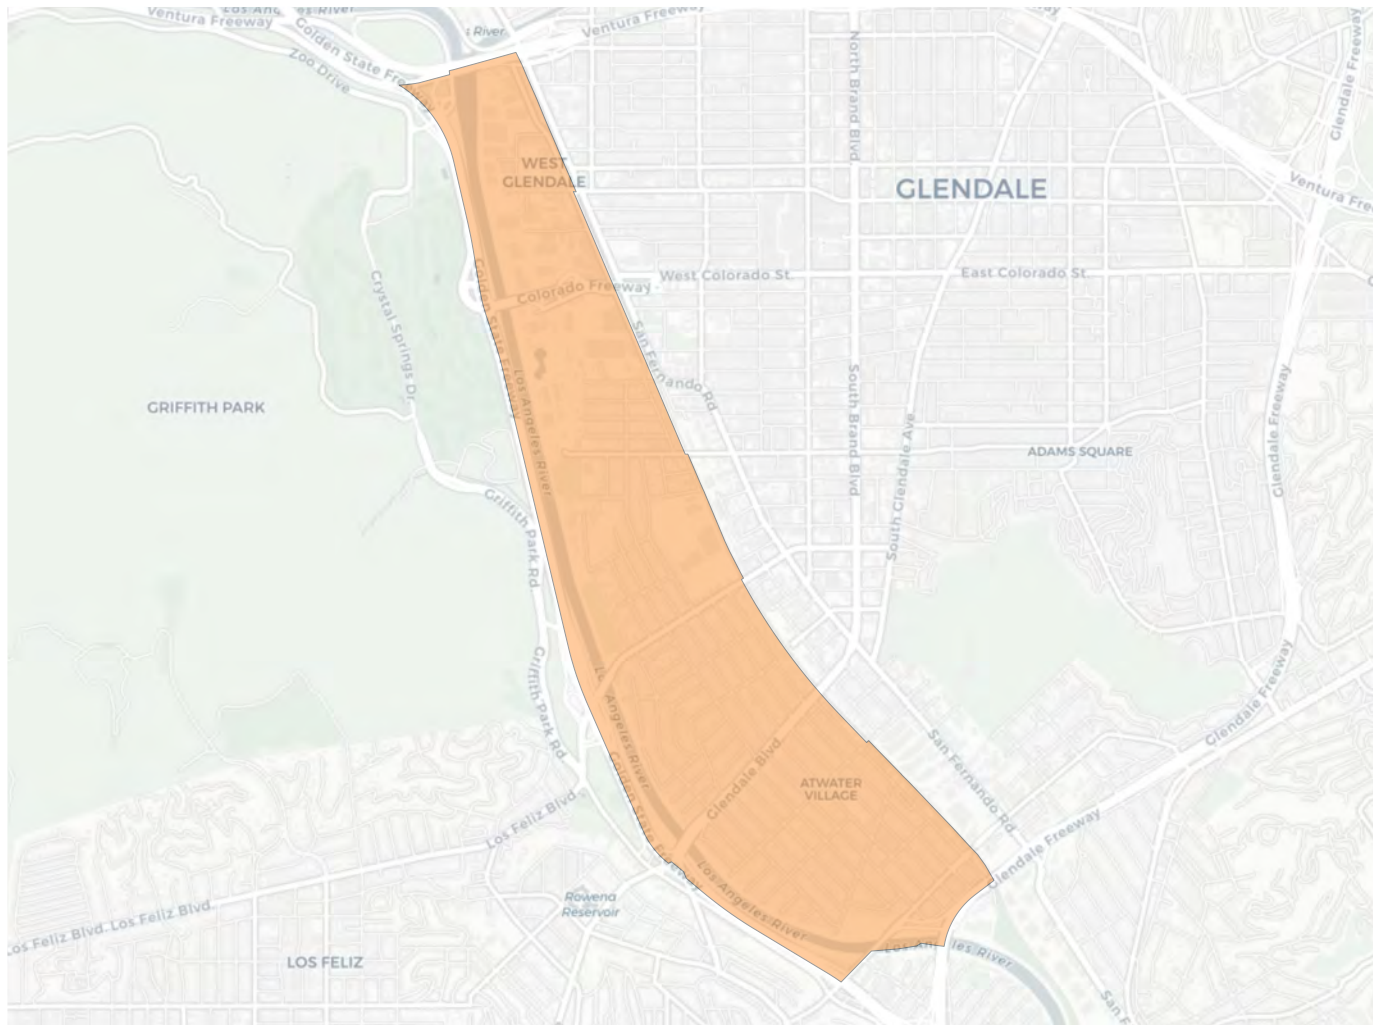 Los Angeles River
Ventura Freeway
Golden State Freeway
Zoo Drive
s River
Ventura Freeway
North Brand Blvd
Glendale Freeway
WEST
GLENDALE
GLENDALE
Ventura Free
Crystal Springs Dr
Golden State Freeway
Colorado Freeway
West Colorado St.
East Colorado St.
San Fernando Rd
Los Angeles River
GRIFFITH PARK
South Brand Blvd
South Glendale Ave
ADAMS SQUARE
Glendale Freeway
Griffith Park Rd
Griffith Park Rd
Los Angeles River
Golden State Freeway
Glendale Blvd
ATWATER
VILLAGE
San Fernando Rd
Glendale Freeway
Glendale Freeway
Los Feliz Blvd.
Los Feliz Blvd. Los Feliz Blvd.
Rowena
Reservoir
Los Angeles River
Los Angeles River
LOS FELIZ
San F